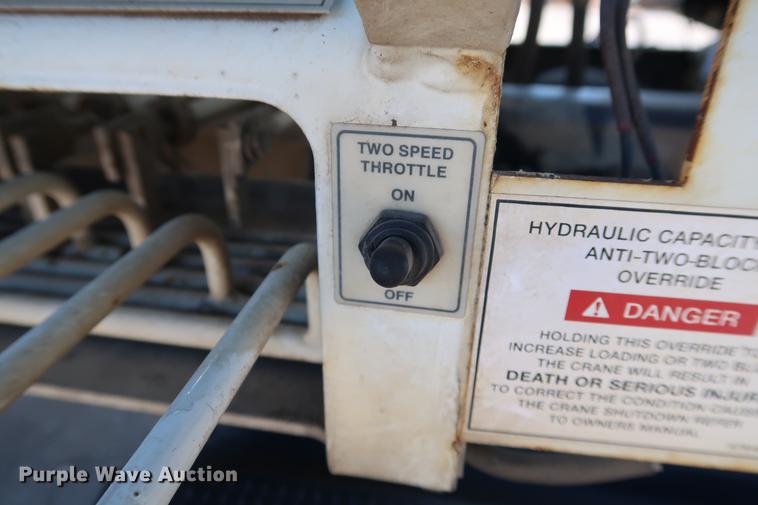 TWO SPEED
THROTTLE
ON
OFF
HYDRAULIC CAPACITY
ANTI-TWO-BLOC
OVERRIDE
DANGER
HOLDING THIS OVERRIDE TO
INCREASE LOADING OR TWO BL
THE CRANE WILL RESULT IN
DEATH OR SERIOUS INJUR
TO CORRECT THE CONDITION CAUSI
THE CRANE SHUTDOWN REFER
TO OWNERS MANUAL
Purple Wave Auction